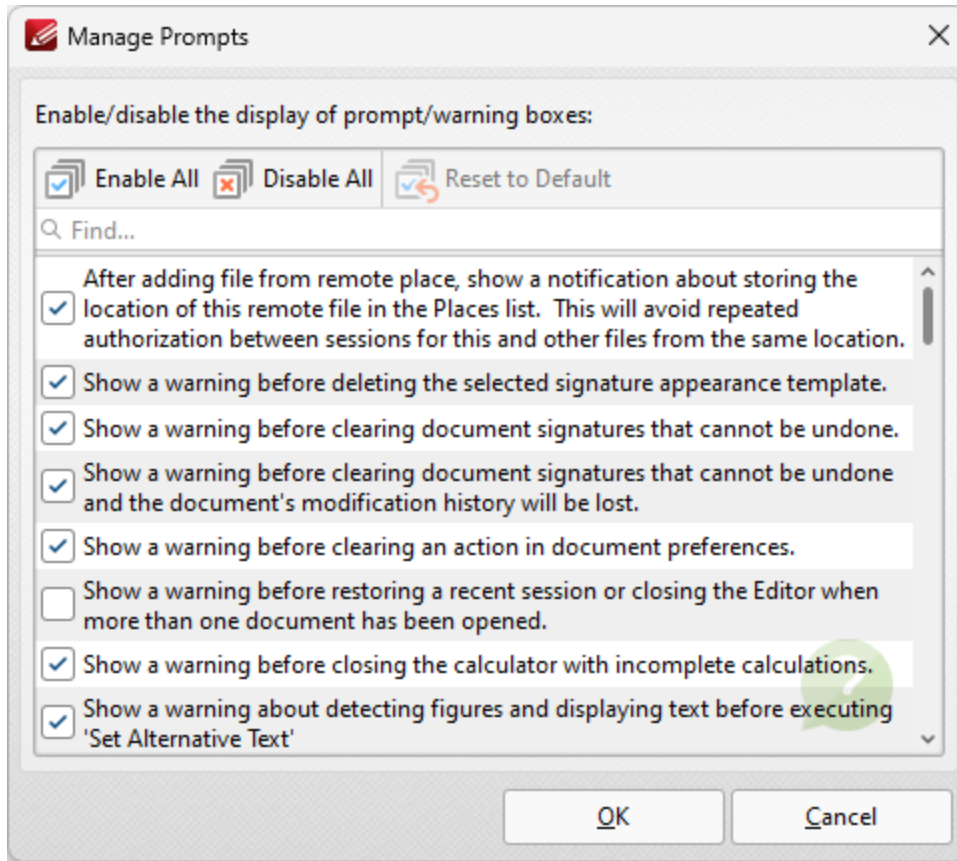 Manage Prompts
Enable/disable the display of prompt/warning boxes:
Enable All Disable All Reset to Default
Find...
After adding file from remote place, show a notification about storing the
location of this remote file in the Places list.  This will avoid repeated
authorization between sessions for this and other files from the same location.
Show a warning before deleting the selected signature appearance template.
Show a warning before clearing document signatures that cannot be undone.
Show a warning before clearing document signatures that cannot be undone
and the document's modification history will be lost.
Show a warning before clearing an action in document preferences.
Show a warning before restoring a recent session or closing the Editor when
more than one document has been opened.
Show a warning before closing the calculator with incomplete calculations.
Show a warning about detecting figures and displaying text before executing
'Set Alternative Text'
OK Cancel